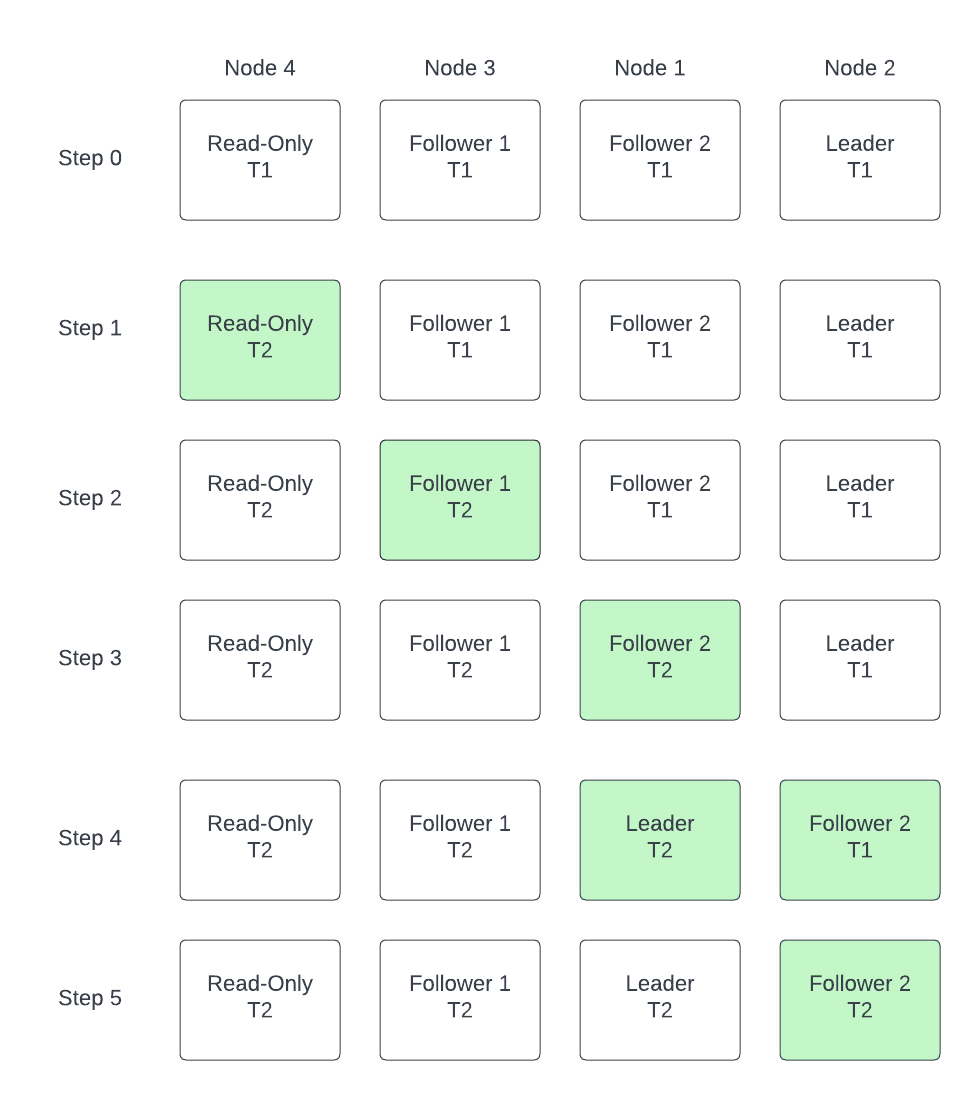 Node 4 Node 3 Node 1 Node 2
Step 0
Read-Only
T1
Follower 1
T1
Follower 2
T1
Leader
T1
Step 1
Read-Only
T2
Follower 1
T1
Follower 2
T1
Leader
T1
Step 2
Read-Only
T2
Follower 1
T2
Follower 2
T1
Leader
T1
Step 3
Read-Only
T2
Follower 1
T2
Follower 2
T2
Leader
T1
Step 4
Read-Only
T2
Follower 1
T2
Leader
T2
Follower 2
T1
Step 5
Read-Only
T2
Follower 1
T2
Leader
T2
Follower 2
T2